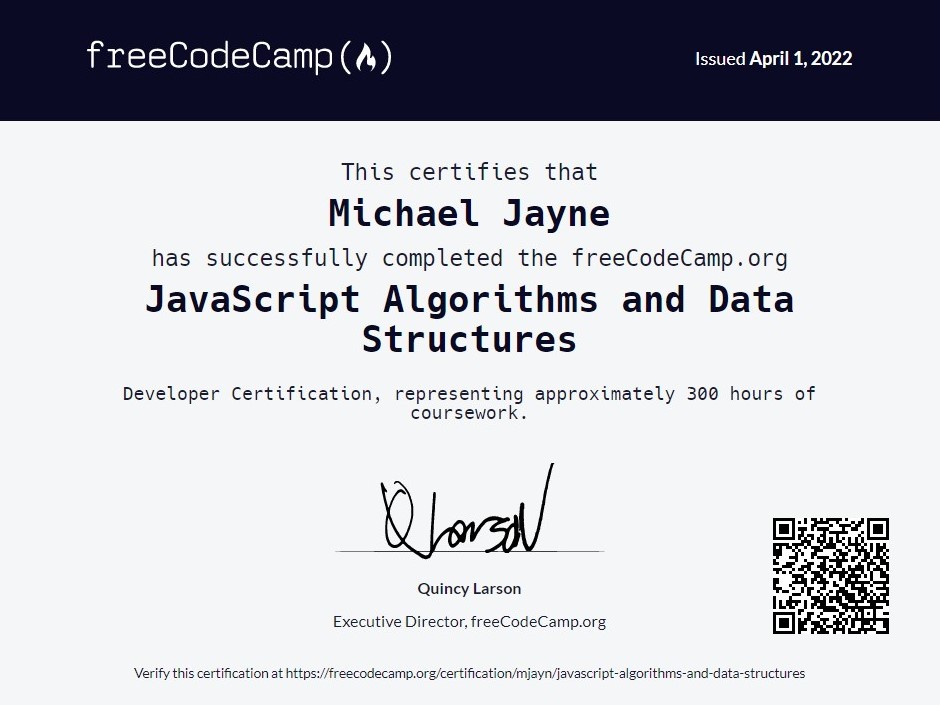 freeCodeCamp(🔥)
Issued April 1, 2022
This certifies that
Michael Jayne
has successfully completed the freeCodeCamp.org
JavaScript Algorithms and Data
Structures
Developer Certification, representing approximately 300 hours of
coursework.
Q Larson
Quincy Larson
Executive Director, freeCodeCamp.org
Verify this certification at https://freecodecamp.org/certification/mjayn/javascript-algorithms-and-data-structures